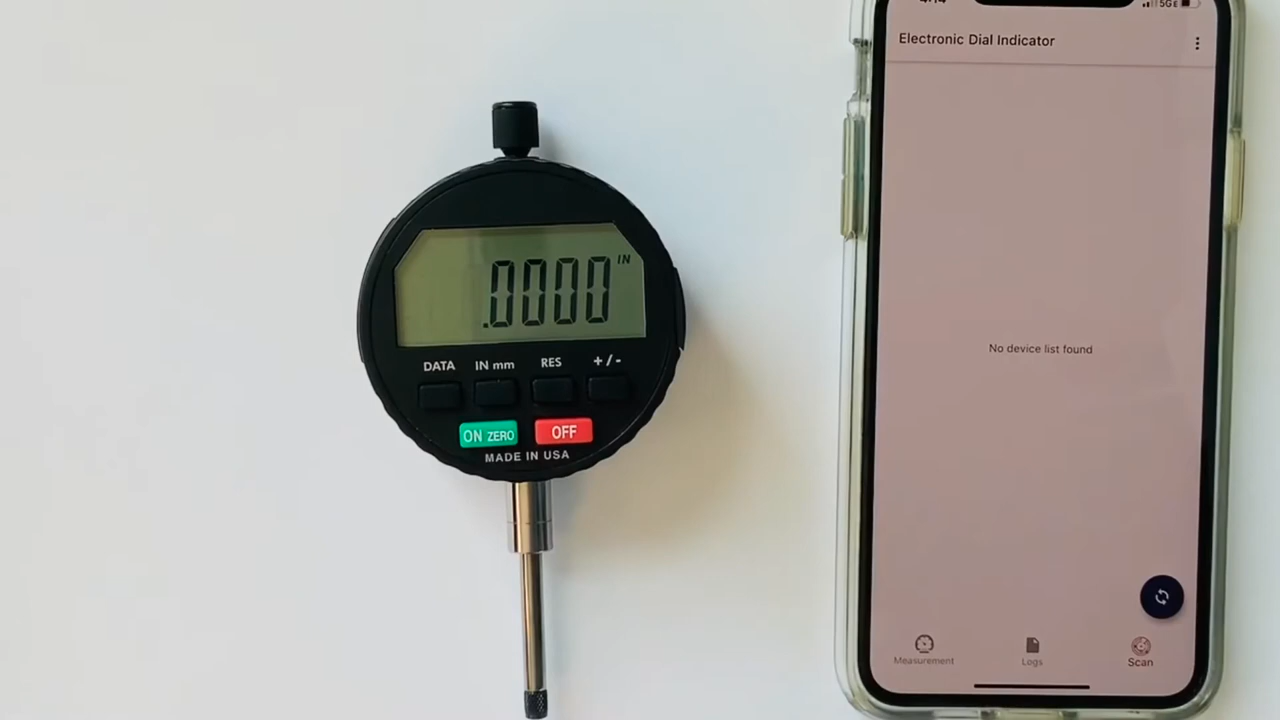 .0000 IN
DATA IN mm RES +/-
ON ZERO OFF
MADE IN USA
5GE
Electronic Dial Indicator
No device list found
Measurement Logs Scan